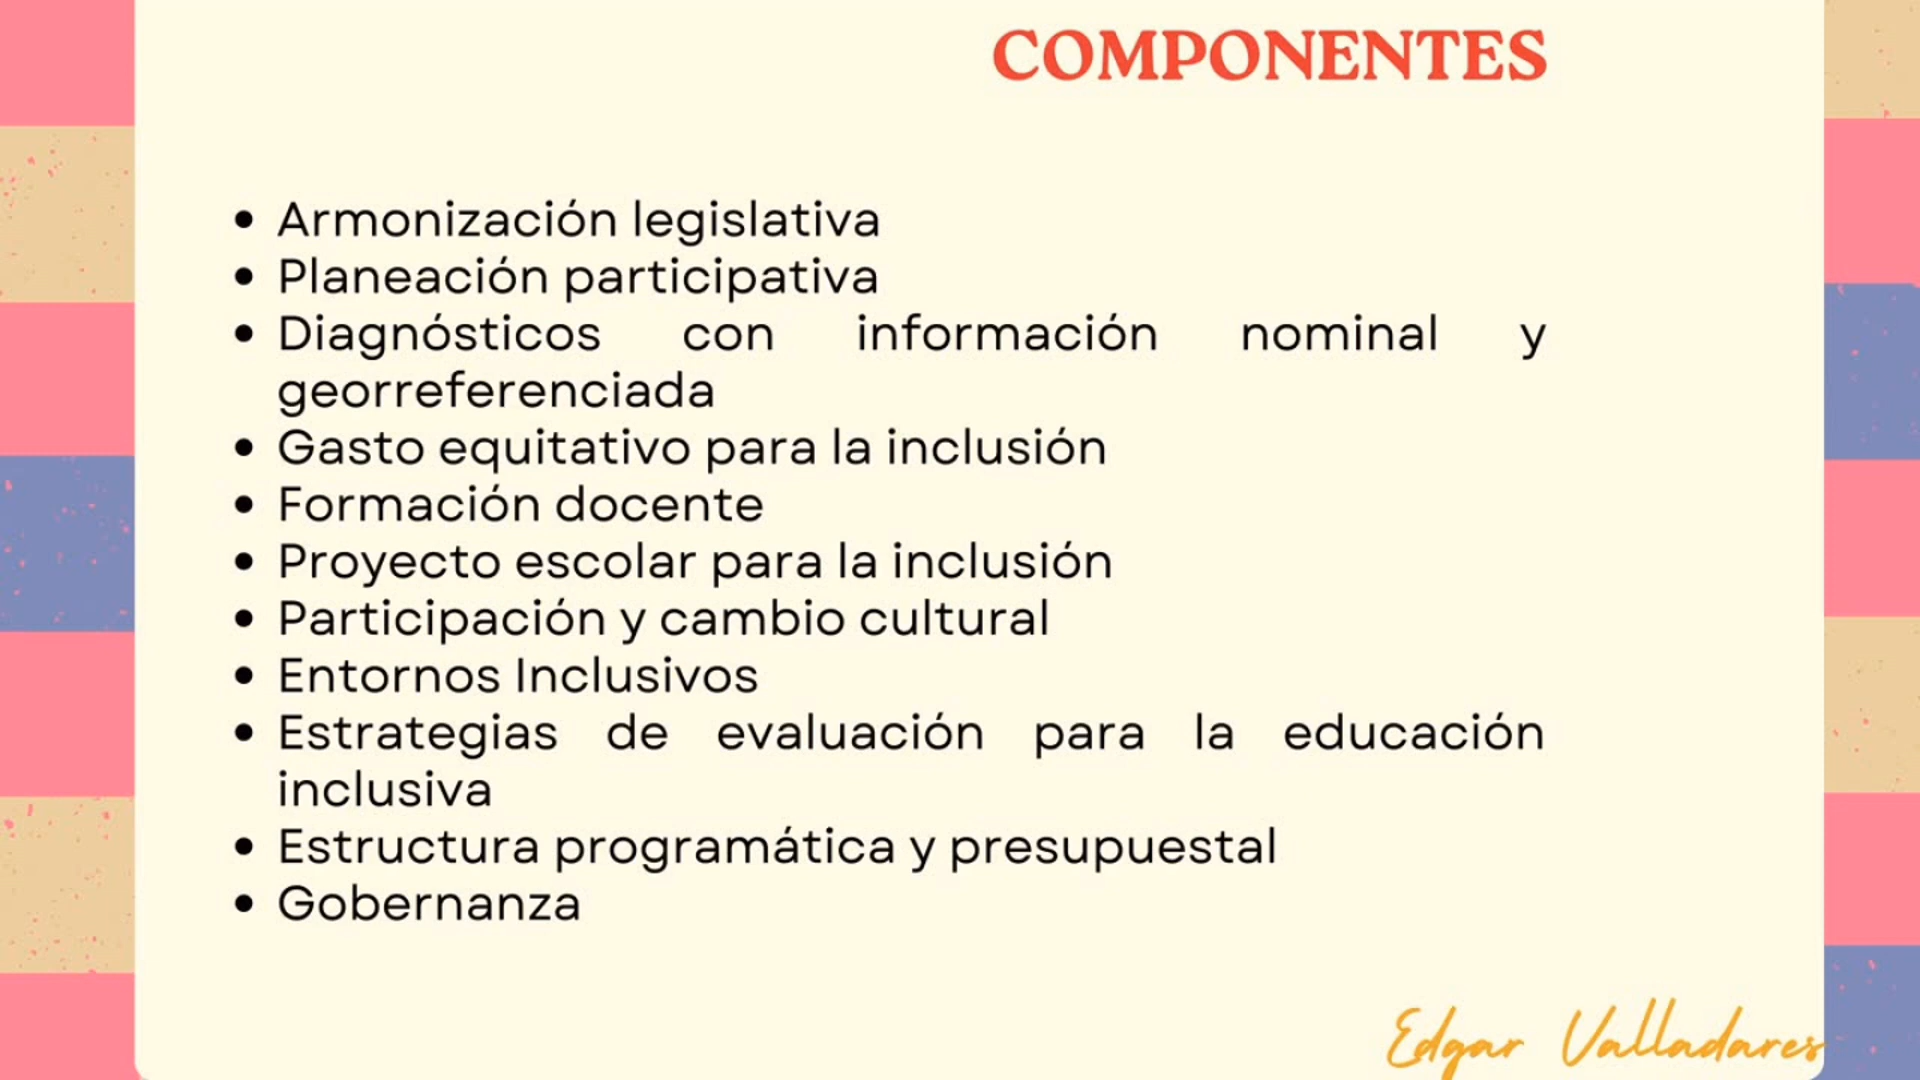 COMPONENTES
• Armonización legislativa
• Planeación participativa
• Diagnósticos con información nominal y
georreferenciada
• Gasto equitativo para la inclusión
• Formación docente
• Proyecto escolar para la inclusión
• Participación y cambio cultural
• Entornos Inclusivos
• Estrategias de evaluación para la educación
inclusiva
• Estructura programática y presupuestal
• Gobernanza
Edgar Valladares